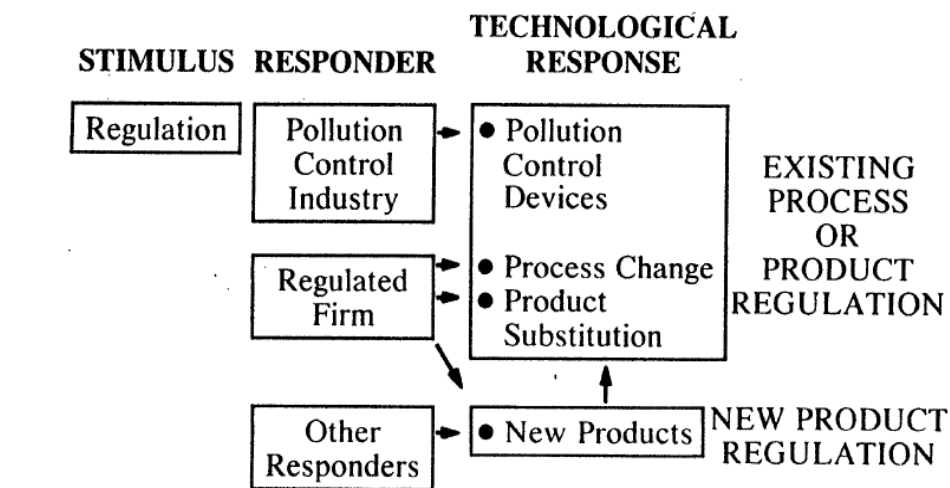 STIMULUS RESPONDER TECHNOLOGICAL RESPONSE
Regulation
Pollution
Control
Industry
• Pollution
Control
Devices
Regulated
Firm
• Process Change
• Product
Substitution
EXISTING
PROCESS
OR
PRODUCT
REGULATION
Other
Responders
• New Products
NEW PRODUCT
REGULATION